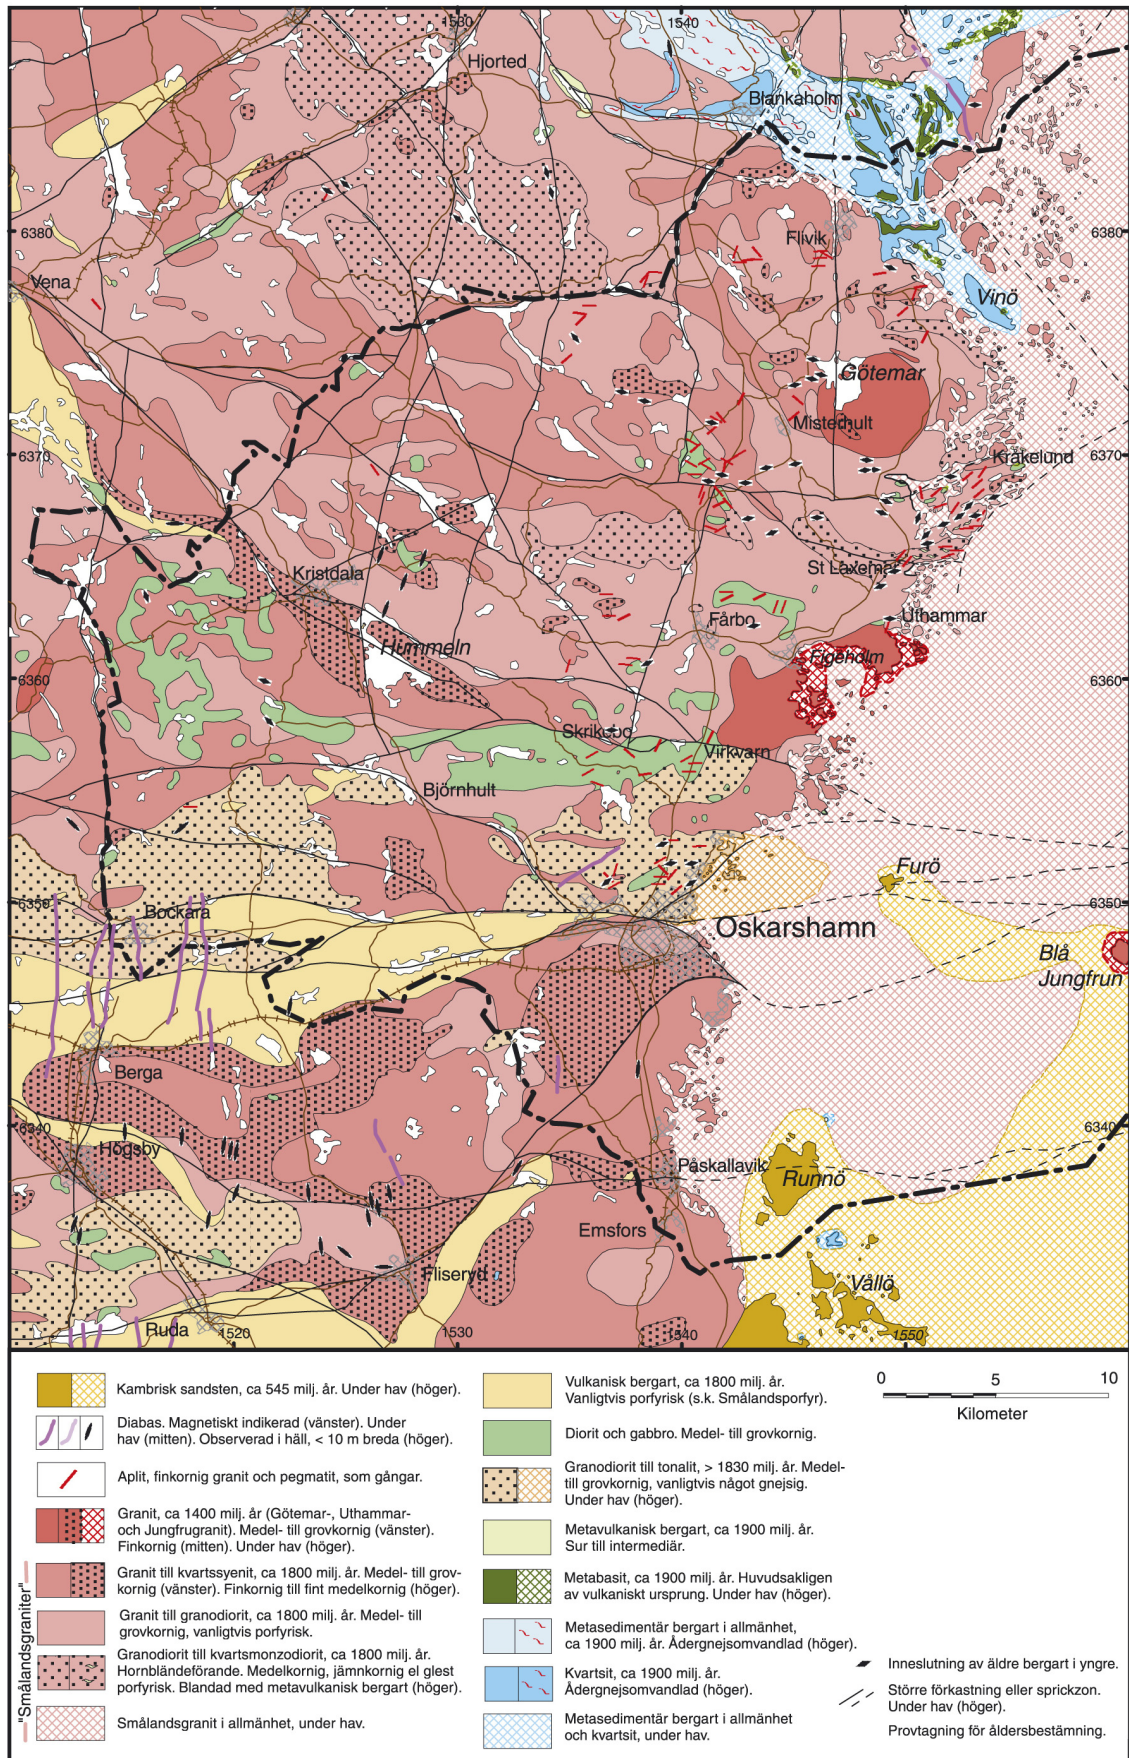 1530
1540
Hjorted
Blankaholm
6380
Flivik
6380
Vena
Vinö
Götemar
Misterhult
6370
Kråkelund
6370
St Laxemar
Kristdala
Uthammar
Fårbo
Hummeln
Figeholm
6360
6360
Skrikebo
Virkvarn
Björnhult
Furö
6350
Bockara
6350
Oskarshamn
Blå
Jungfrun
Berga
6340
6340
Högsby
Påskallavik
Runnö
Emsfors
Fliseryd
Vållö
Ruda
1520
1530
1540
1550
Kambrisk sandsten, ca 545 milj. år. Under hav (höger).
Diabas. Magnetiskt indikerad (vänster). Under
hav (mitten). Observerad i häll, < 10 m breda (höger).
Aplit, finkornig granit och pegmatit, som gångar.
Granit, ca 1400 milj. år (Götemar-, Uthammar-
och Jungfrugranit). Medel- till grovkornig (vänster).
Finkornig (mitten). Under hav (höger).
"Smålandsgraniter"
Granit till kvartssyenit, ca 1800 milj. år. Medel- till grov-
kornig (vänster). Finkornig till fint medelkornig (höger).
Granit till granodiorit, ca 1800 milj. år. Medel- till
grovkornig, vanligtvis porfyrisk.
Granodiorit till kvartsmonzodiorit, ca 1800 milj. år.
Hornbländeförande. Medelkornig, jämnkornig el glest
porfyrisk. Blandad med metavulkanisk bergart (höger).
Smålandsgranit i allmänhet, under hav.
Vulkanisk bergart, ca 1800 milj. år.
Vanligtvis porfyrisk (s.k. Smålandsporfyr).
Diorit och gabbro. Medel- till grovkornig.
Granodiorit till tonalit, > 1830 milj. år. Medel-
till grovkornig, vanligtvis något gnejsig.
Under hav (höger).
Metavulkanisk bergart, ca 1900 milj. år.
Sur till intermediär.
Metabasit, ca 1900 milj. år. Huvudsakligen
av vulkaniskt ursprung. Under hav (höger).
Metasedimentär bergart i allmänhet,
ca 1900 milj. år. Ådergnejsomvandlad (höger).
Kvartsit, ca 1900 milj. år.
Ådergnejsomvandlad (höger).
Metasedimentär bergart i allmänhet
och kvartsit, under hav.
0 5 10
Kilometer
Inneslutning av äldre bergart i yngre.
Större förkastning eller sprickzon.
Under hav (höger).
Provtagning för åldersbestämning.